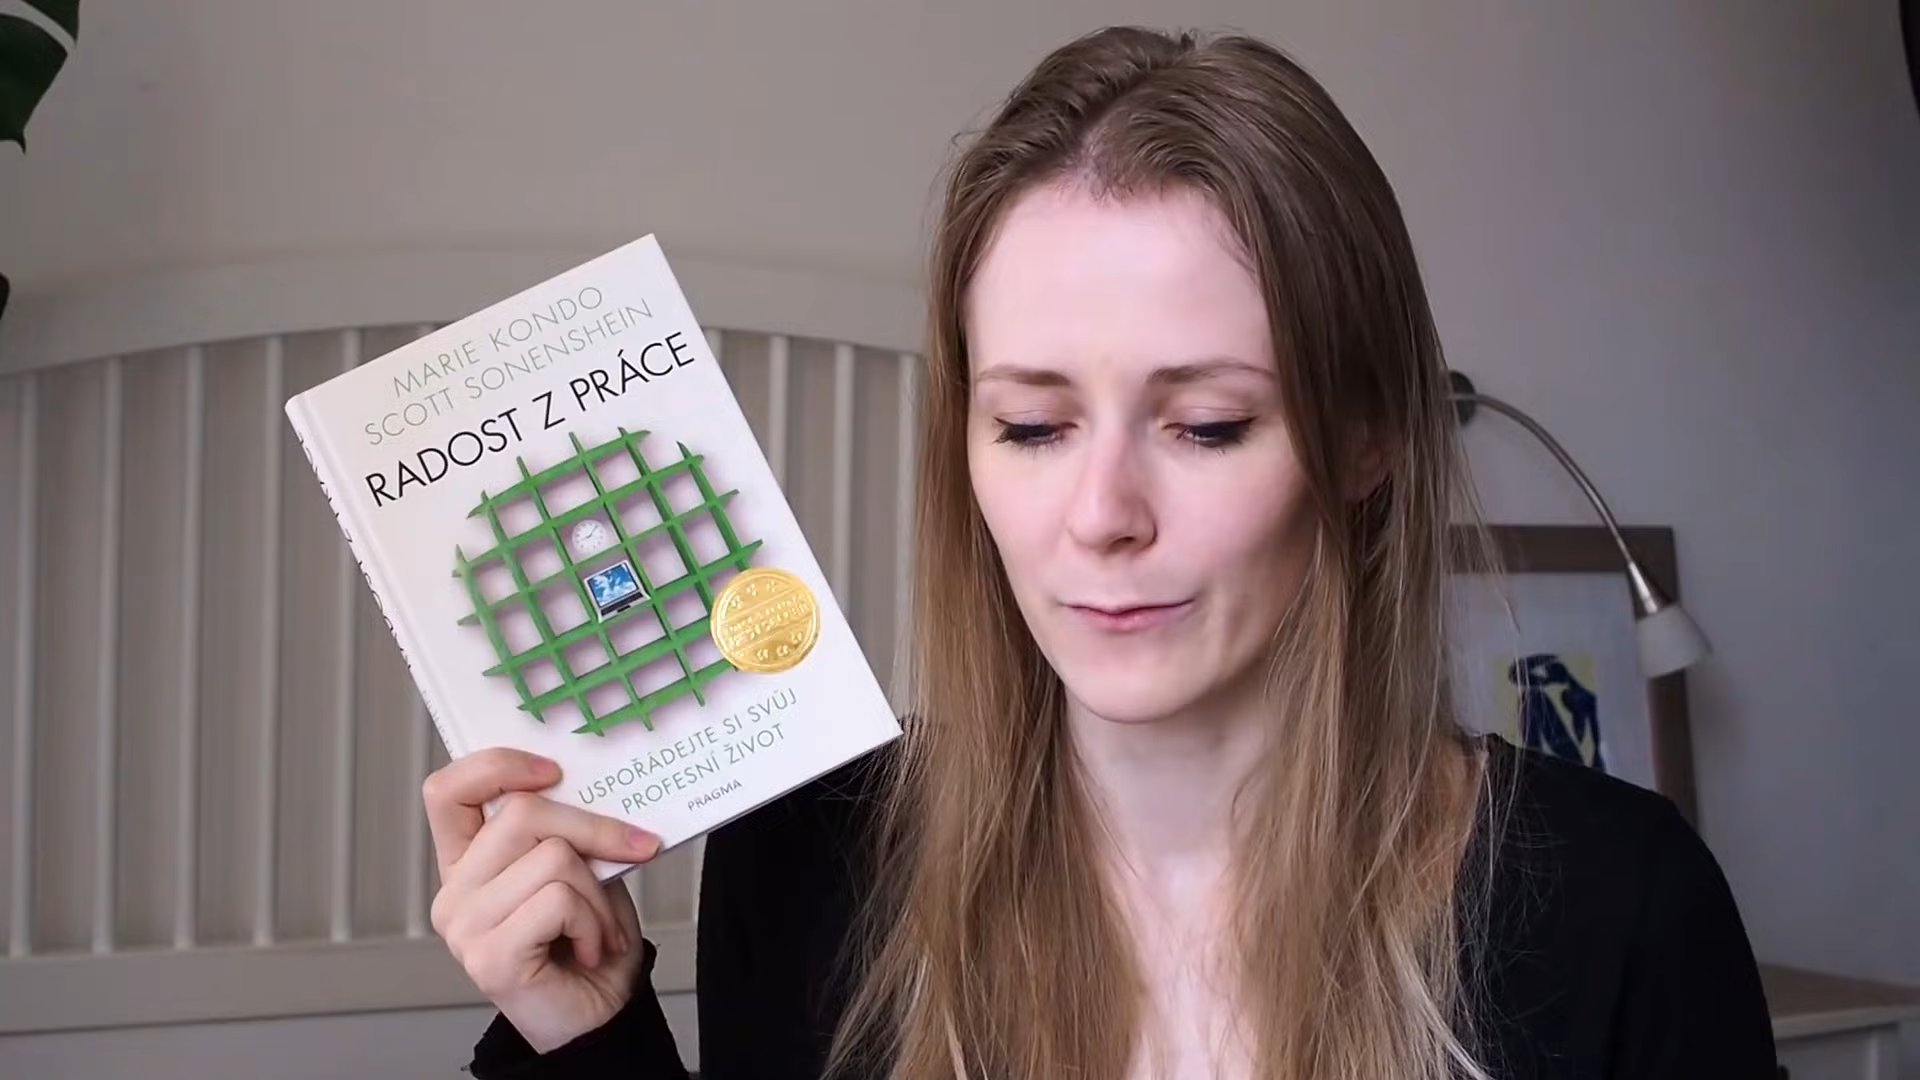 MARIE KONDO
SCOTT SONENSHEIN
RADOST Z PRÁCE
USPOŘÁDEJTE SI SVŮJ
PROFESNÍ ŽIVOT
PRAGMA